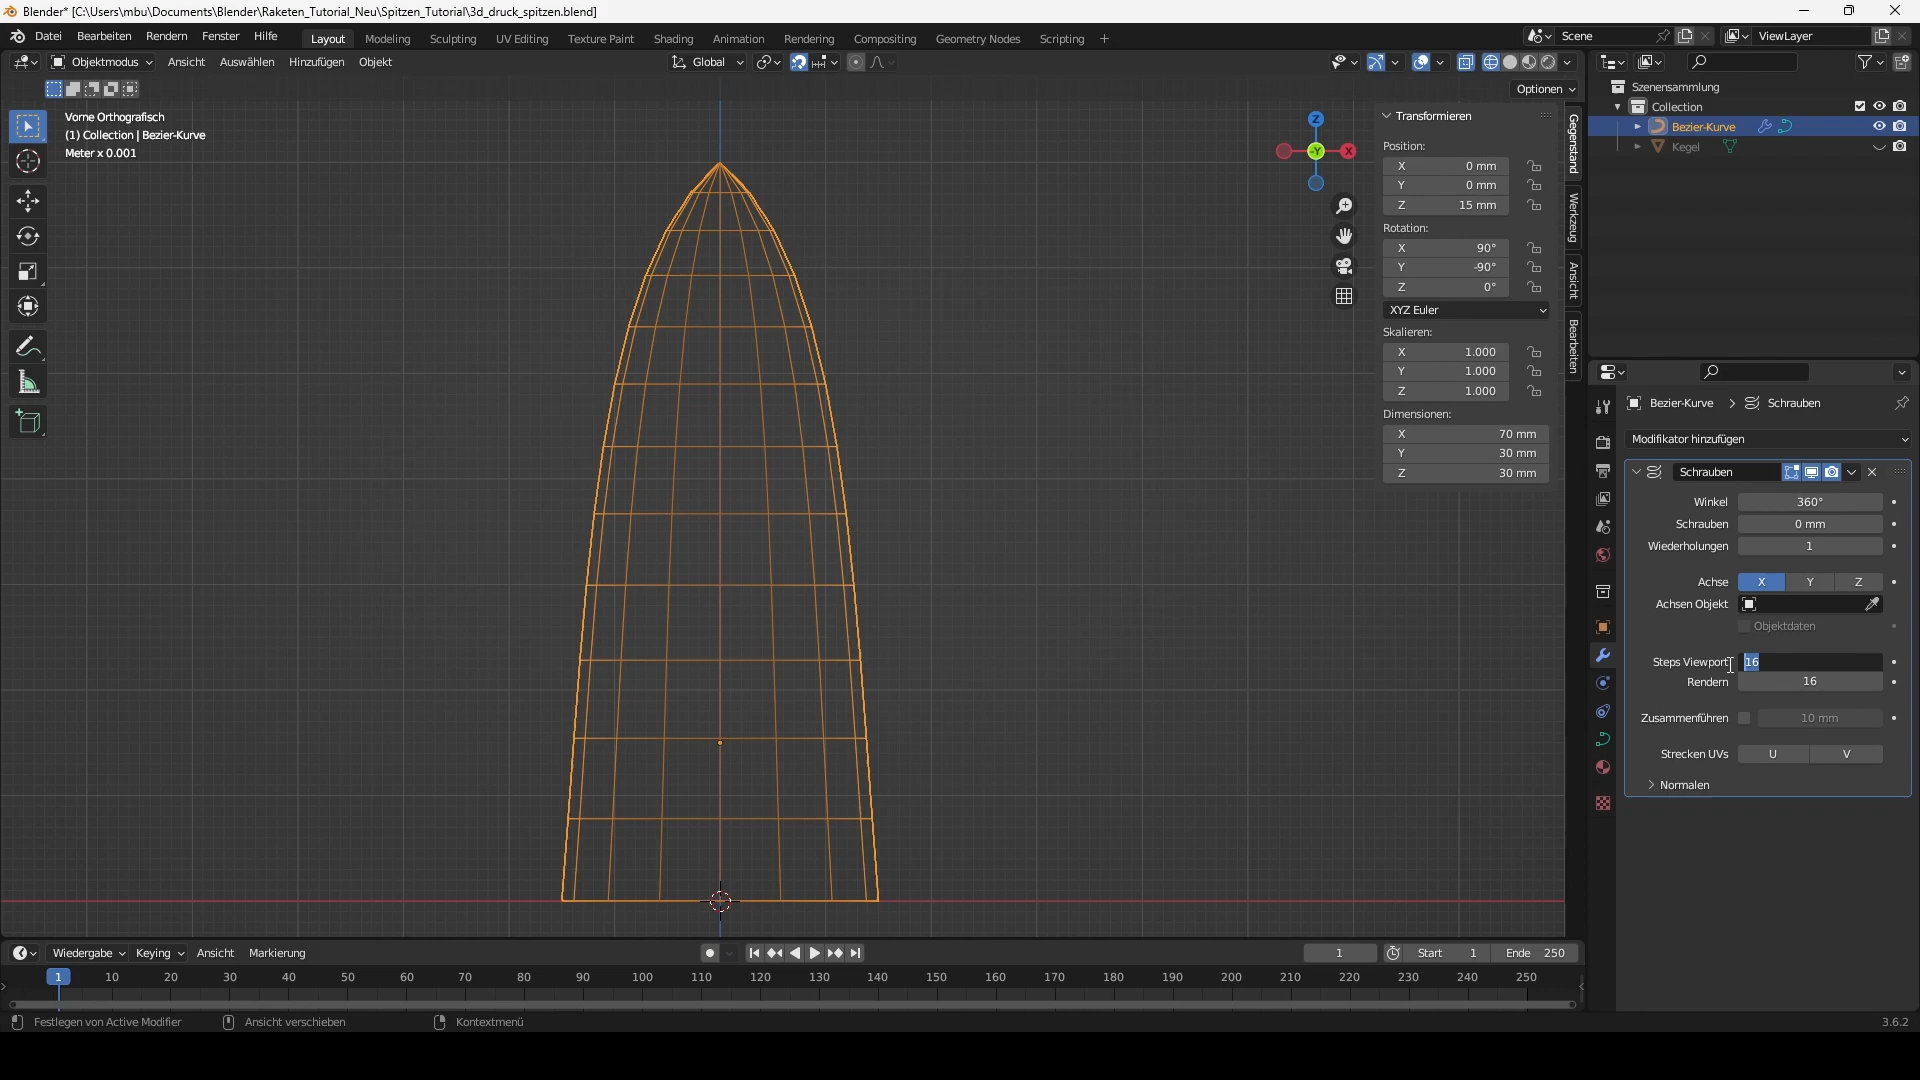 Blender* [C:\Users\mbu\Documents\Blender\Raketen_Tutorial_Neu\Spitzen_Tutorial\3d_druck_spitzen.blend]
Datei Bearbeiten Rendern Fenster Hilfe Layout Modeling Sculpting UV Editing Texture Paint Shading Animation Rendering Compositing Geometry Nodes Scripting + Scene ViewLayer
Objektmodus Ansicht Auswählen Hinzufügen Objekt Global
Optionen
Vorne Orthografisch
(1) Collection | Bezier-Kurve
Meter x 0.001
Z
-Y
X
Transformieren
Position:
X 0 mm
Y 0 mm
Z 15 mm
Rotation:
X 90°
Y -90°
Z 0°
XYZ Euler
Skalieren:
X 1.000
Y 1.000
Z 1.000
Dimensionen:
X 70 mm
Y 30 mm
Z 30 mm
Gegenstand
Werkzeug
Ansicht
Bearbeiten
Szenensammlung
Collection
Bezier-Kurve
Kegel
Bezier-Kurve > Schrauben
Modifikator hinzufügen
Schrauben
Winkel 360°
Schrauben 0 mm
Wiederholungen 1
Achse X Y Z
Achsen Objekt
Objektdaten
Steps Viewport 16
Rendern 16
Zusammenführen 10 mm
Strecken UVs U V
Normalen
Wiedergabe Keying Ansicht Markierung 1 Start 1 Ende 250
1 10 20 30 40 50 60 70 80 90 100 110 120 130 140 150 160 170 180 190 200 210 220 230 240 250
Festlegen von Active Modifier Ansicht verschieben Kontextmenü 3.6.2